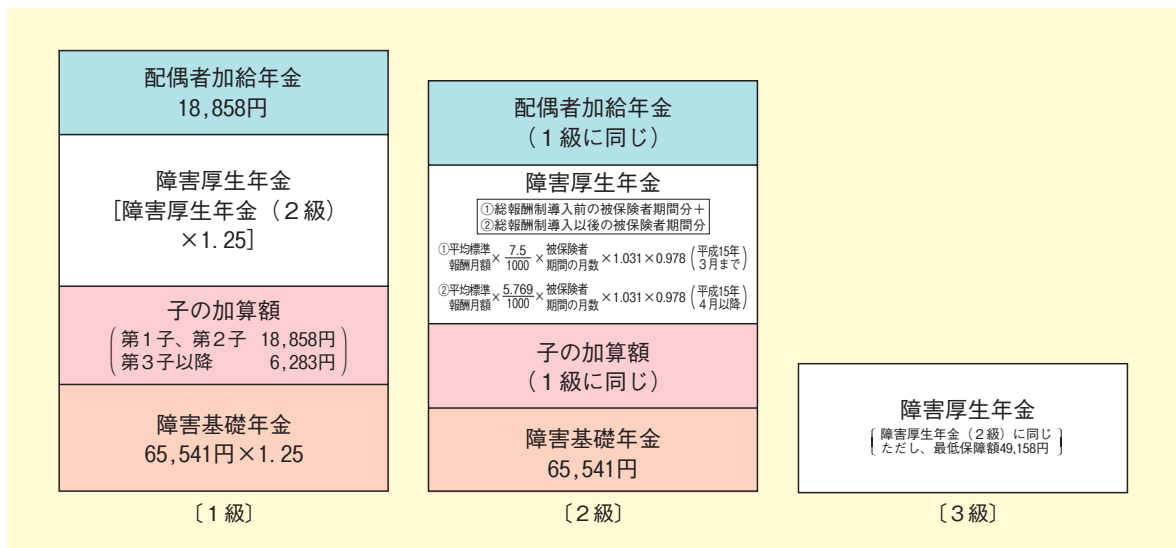 配偶者加給年金
18,858円
障害厚生年金
[障害厚生年金（２級）
×1.25]
子の加算額
第１子、第２子 18,858円
第３子以降 6,283円
障害基礎年金
65,541円×1.25
〔１級〕
配偶者加給年金
（１級に同じ）
障害厚生年金
①総報酬制導入前の被保険者期間分＋
②総報酬制導入以後の被保険者期間分
①平均標準報酬月額×7.5/1000×被保険者期間の月数×1.031×0.978（平成15年３月まで）
②平均標準報酬月額×5.769/1000×被保険者期間の月数×1.031×0.978（平成15年４月以降）
子の加算額
（１級に同じ）
障害基礎年金
65,541円
〔２級〕
障害厚生年金
障害厚生年金（２級）に同じ
ただし、最低保障額49,158円
〔３級〕